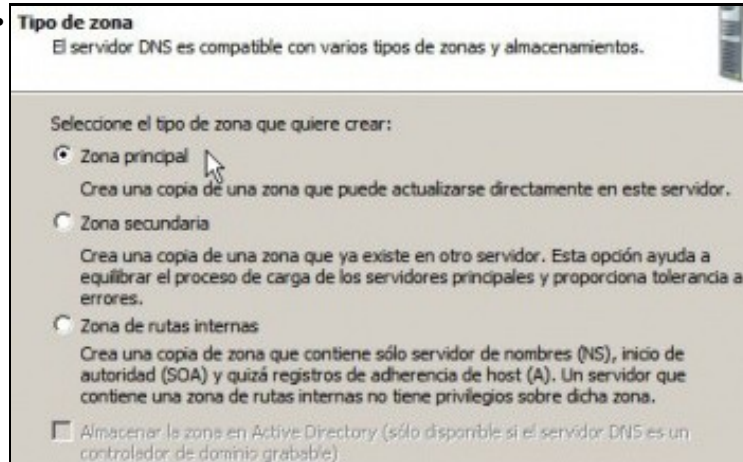 Tipo de zona
El servidor DNS es compatible con varios tipos de zonas y almacenamientos.
Seleccione el tipo de zona que quiere crear:
Zona principal
Crea una copia de una zona que puede actualizarse directamente en este servidor.
Zona secundaria
Crea una copia de una zona que ya existe en otro servidor. Esta opción ayuda a
equilibrar el proceso de carga de los servidores principales y proporciona tolerancia a
errores.
Zona de rutas internas
Crea una copia de zona que contiene sólo servidor de nombres (NS), inicio de
autoridad (SOA) y quizá registros de adherencia de host (A). Un servidor que
contiene una zona de rutas internas no tiene privilegios sobre dicha zona.
Almacenar la zona en Active Directory (sólo disponible si el servidor DNS es un
controlador de dominio grabable)